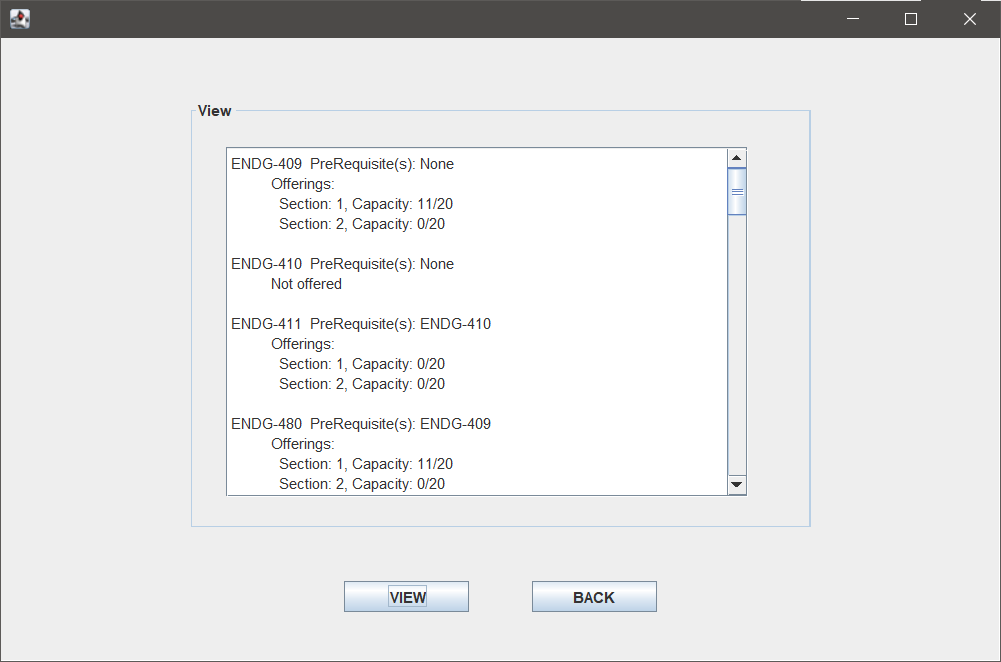 View
ENDG-409 PreRequisite(s): None
Offerings:
Section: 1, Capacity: 11/20
Section: 2, Capacity: 0/20
ENDG-410 PreRequisite(s): None
Not offered
ENDG-411 PreRequisite(s): ENDG-410
Offerings:
Section: 1, Capacity: 0/20
Section: 2, Capacity: 0/20
ENDG-480 PreRequisite(s): ENDG-409
Offerings:
Section: 1, Capacity: 11/20
Section: 2, Capacity: 0/20
VIEW
BACK